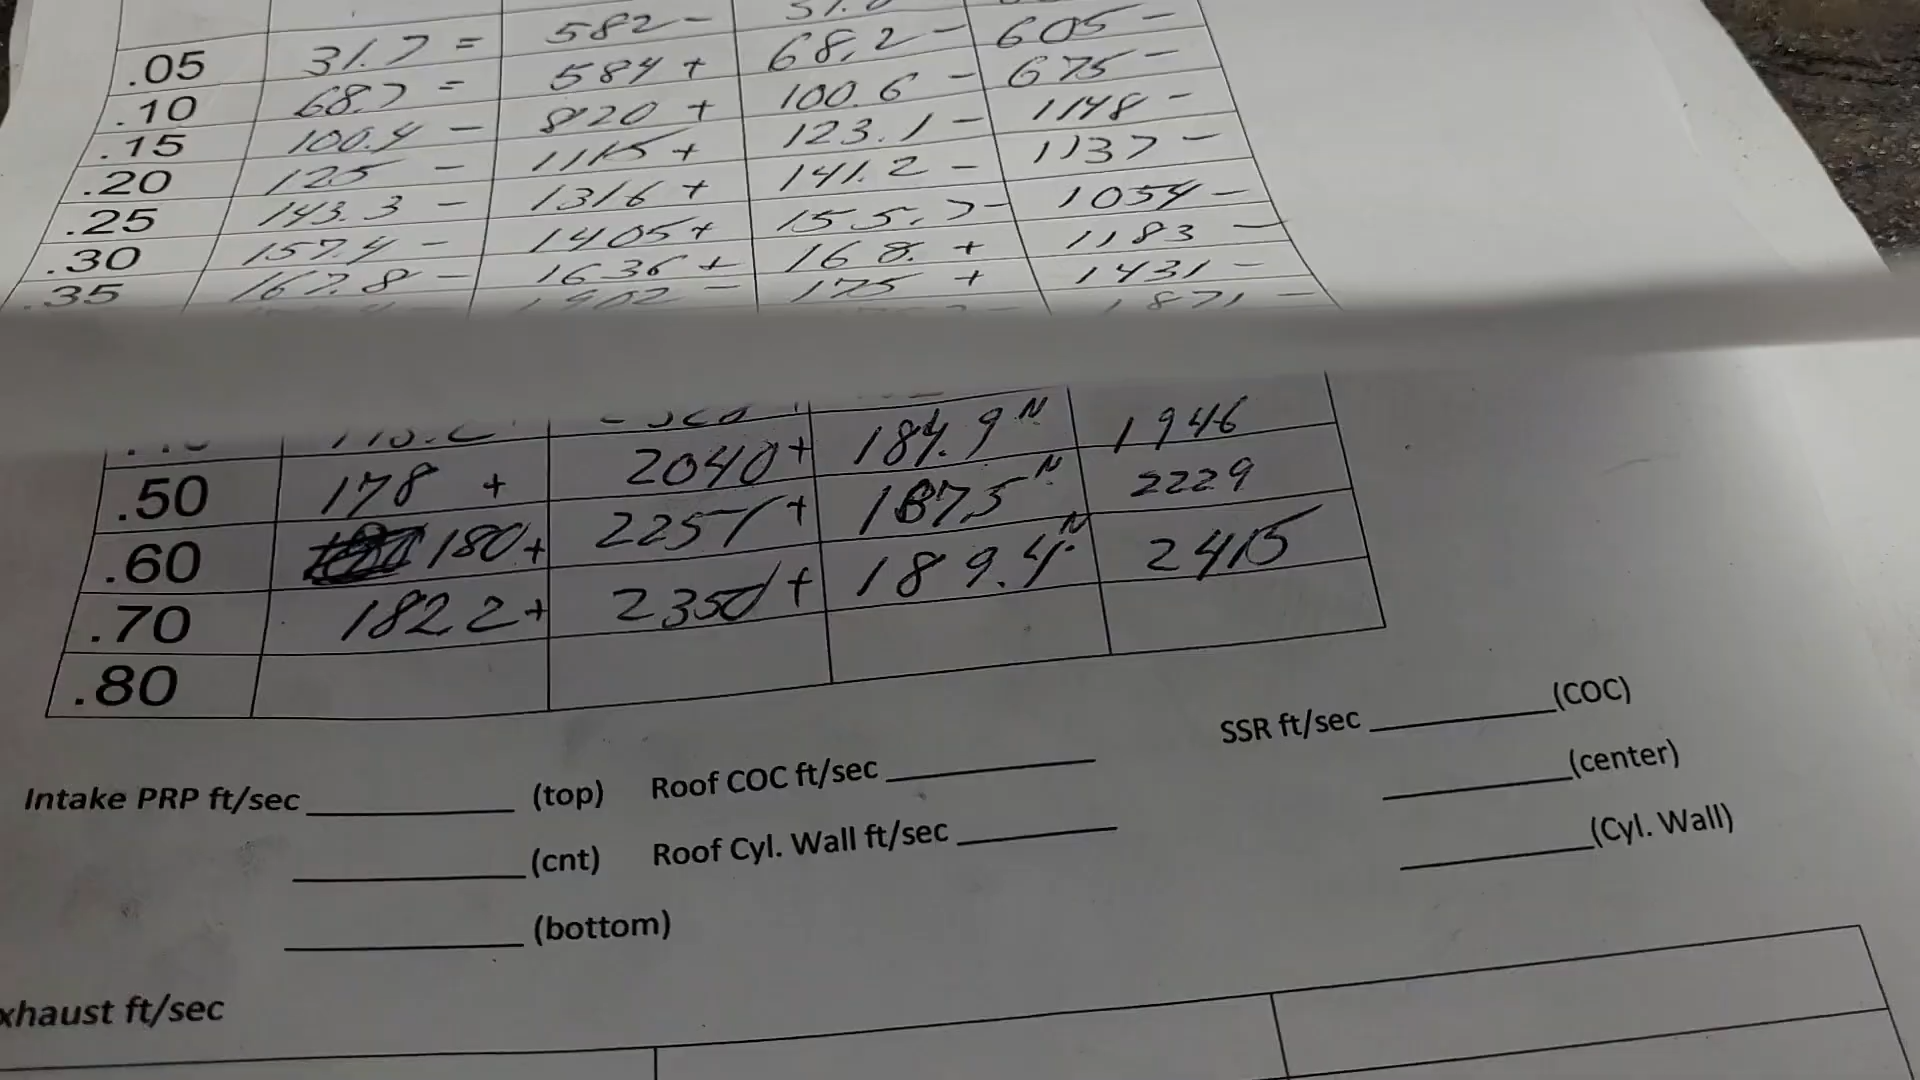 582 -
.05 31.7 = 584 + 68.2 - 605 -
.10 68.7 = 820 + 100.6 - 675 -
.15 100.4 - 1115 + 123.1 - 1148 -
.20 125 - 1316 + 141.2 - 1137 -
.25 143.3 - 1405 + 155.7 - 1054 -
.30 157.4 - 1636 + 168. + 1183 -
.35 167.8 - 1902 - 175 + 1431 -
1871 -
2040 + 184.9 N 1946
.50 178 + 2251 + 187.5 N 2229
.60 180 + 2350 + 189.4 N 2415
.70 182.2 +
.80
Intake PRP ft/sec (top) Roof COC ft/sec SSR ft/sec (COC)
(cnt) Roof Cyl. Wall ft/sec (center)
(bottom) (Cyl. Wall)
xhaust ft/sec